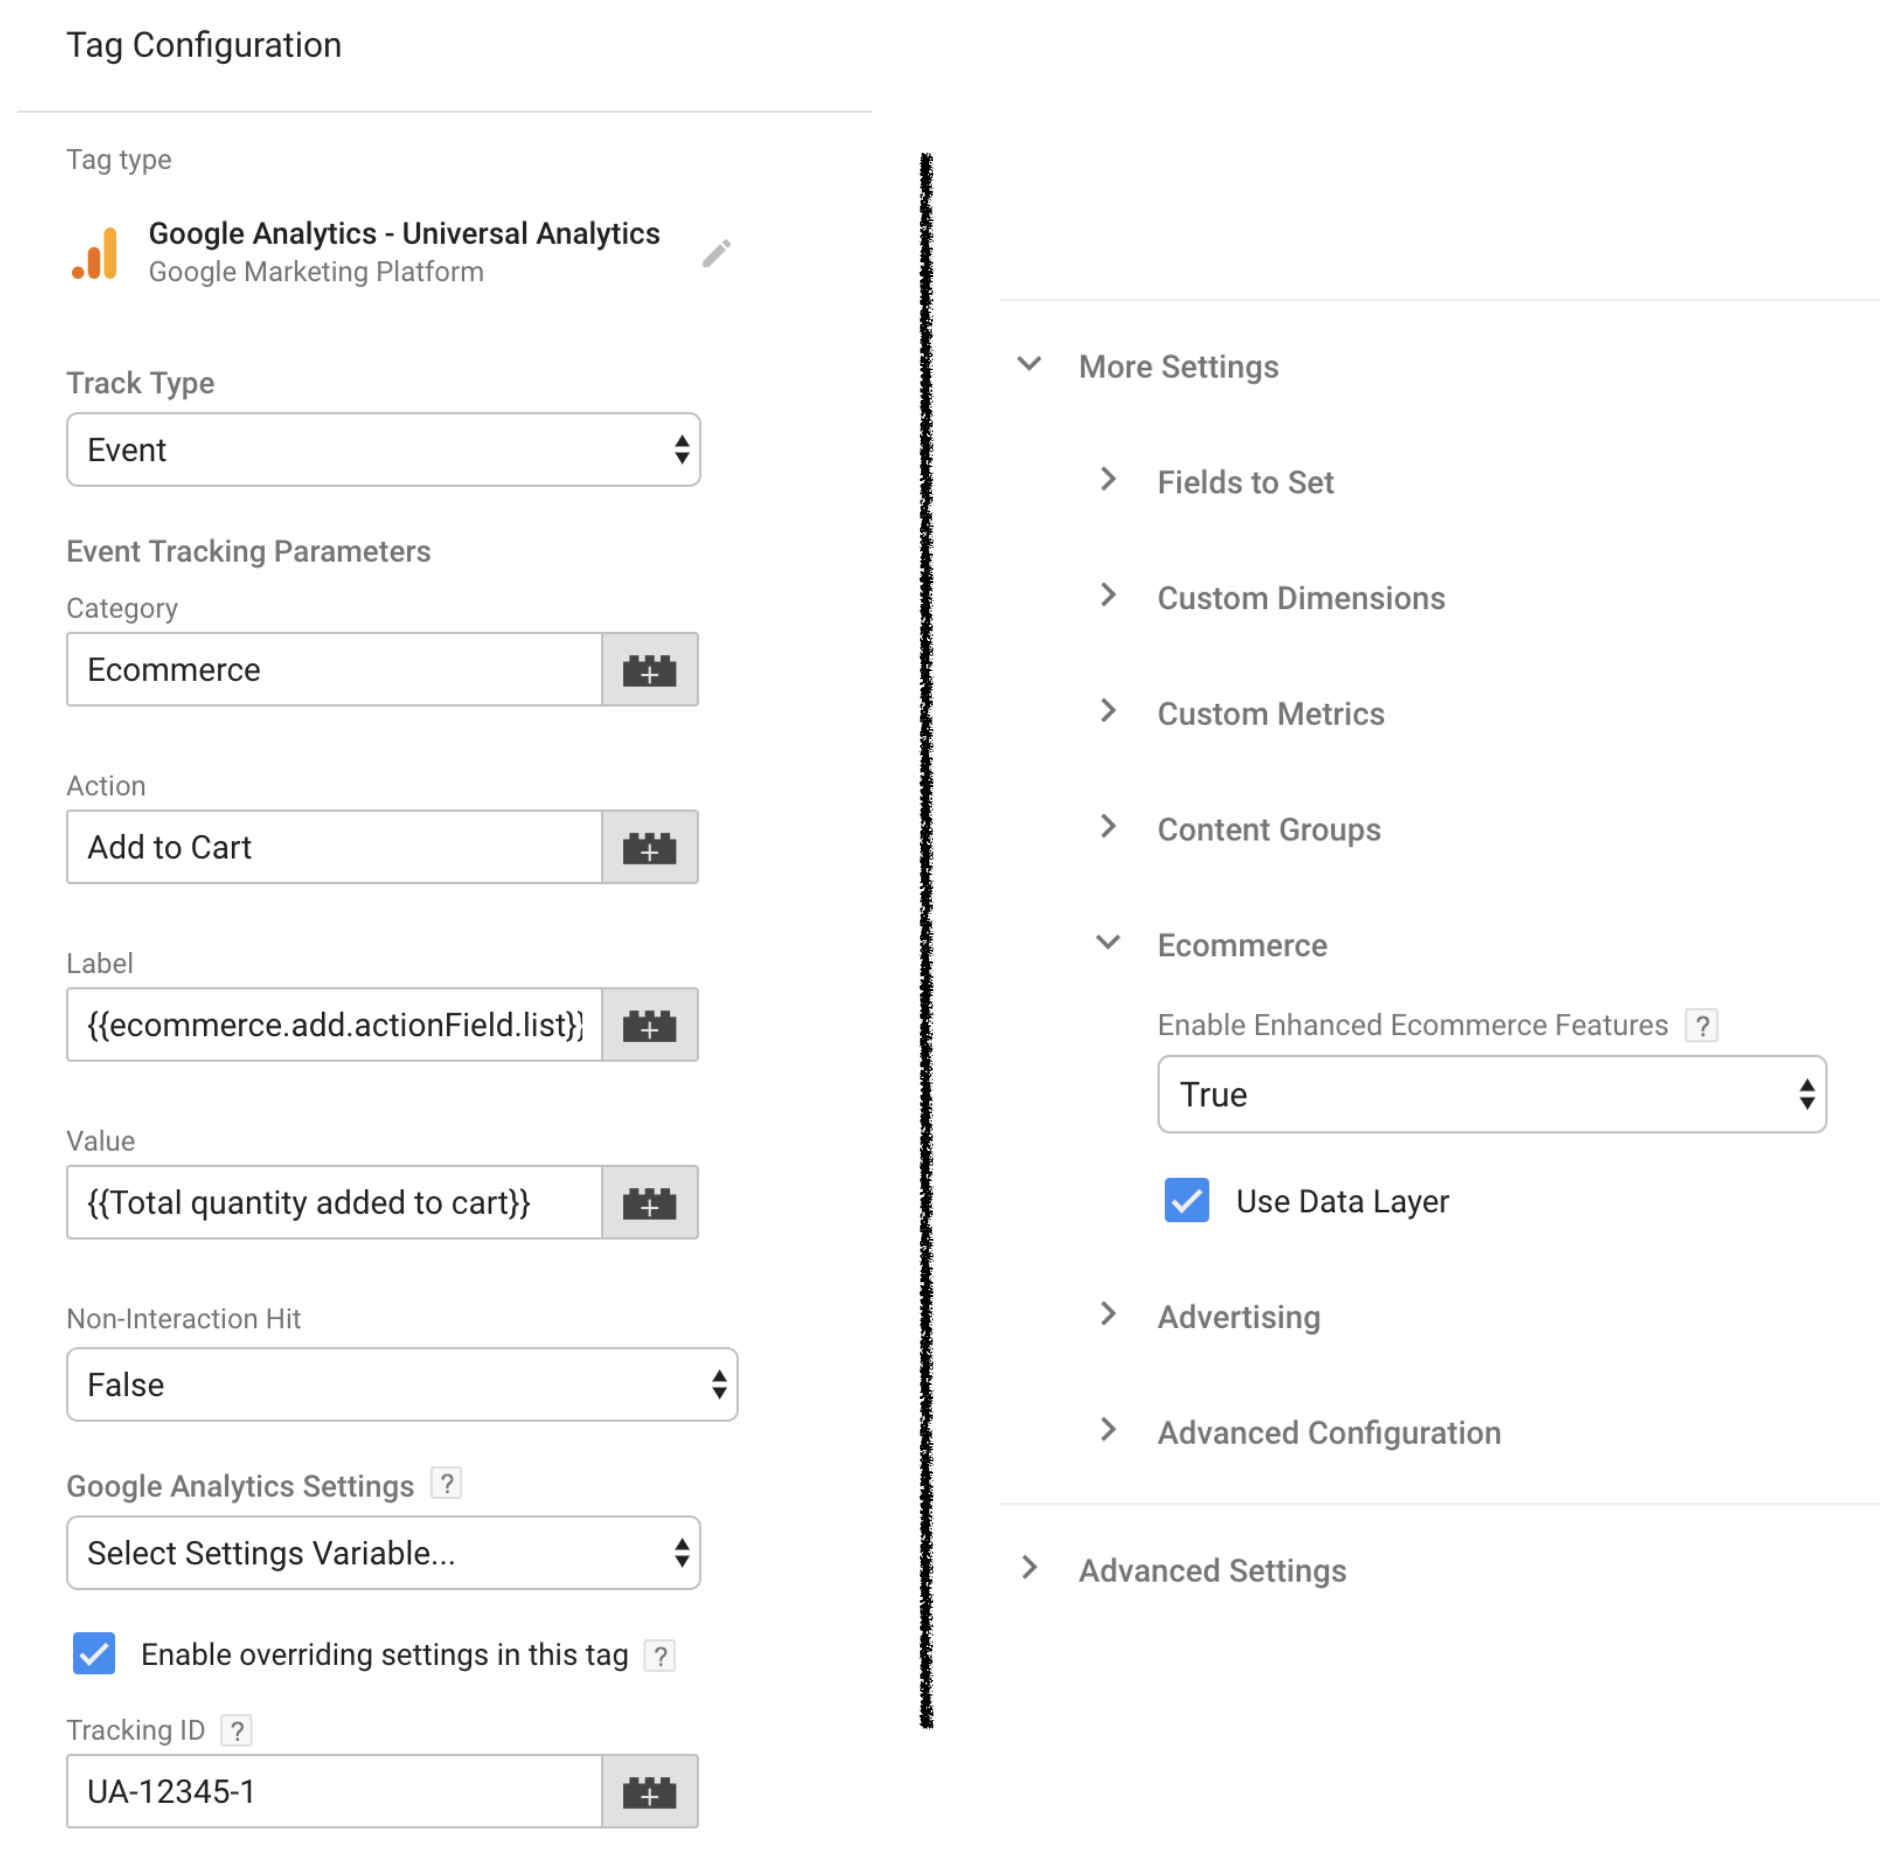 Tag Configuration
Tag type
Google Analytics - Universal Analytics
Google Marketing Platform
Track Type
Event
Event Tracking Parameters
Category
Ecommerce
Action
Add to Cart
Label
{{ecommerce.add.actionField.list}}
Value
{{Total quantity added to cart}}
Non-Interaction Hit
False
Google Analytics Settings ?
Select Settings Variable...
Enable overriding settings in this tag ?
Tracking ID ?
UA-12345-1
More Settings
Fields to Set
Custom Dimensions
Custom Metrics
Content Groups
Ecommerce
Enable Enhanced Ecommerce Features ?
True
Use Data Layer
Advertising
Advanced Configuration
Advanced Settings